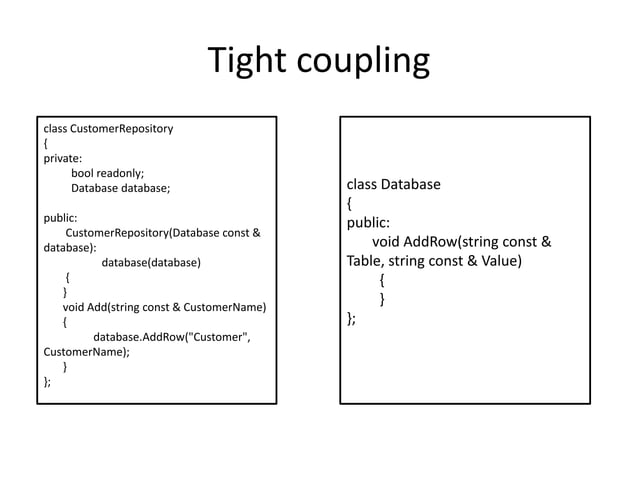 Tight coupling
class CustomerRepository
{
private:
bool readonly;
Database database;
public:
CustomerRepository(Database const &
database):
database(database)
{
}
void Add(string const & CustomerName)
{
database.AddRow("Customer",
CustomerName);
}
};
class Database
{
public:
void AddRow(string const &
Table, string const & Value)
{
}
};